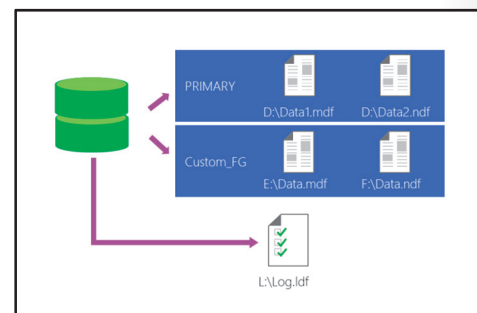 PRIMARY
D:\Data1.mdf
D:\Data2.ndf
Custom_FG
E:\Data.mdf
F:\Data.ndf
L:\Log.ldf